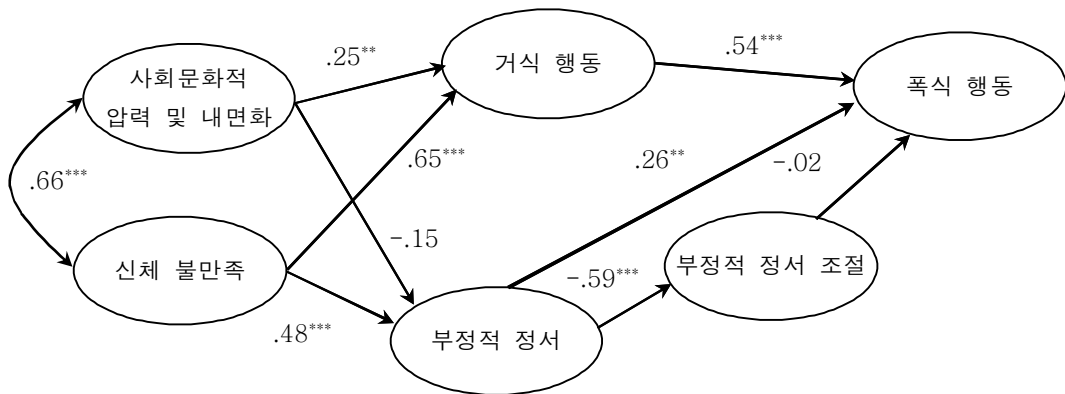 사회문화적
압력 및 내면화
.25**
거식 행동
.54***
폭식 행동
.66***
.65***
.26**
-.02
신체 불만족
-.15
-.59***
부정적 정서 조절
.48***
부정적 정서